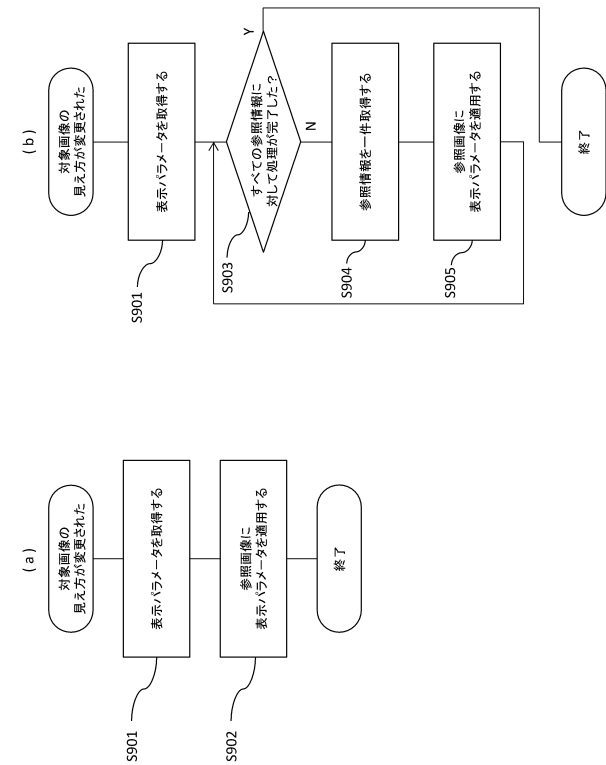 (a)
対象画像の
見え方が変更された
S901
表示パラメータを取得する
S902
参照画像に
表示パラメータを適用する
終了
(b)
対象画像の
見え方が変更された
S901
表示パラメータを取得する
S903
すべての参照情報に
対して処理が完了した？
Y
N
S904
参照情報を一件取得する
S905
参照画像に
表示パラメータを適用する
終了